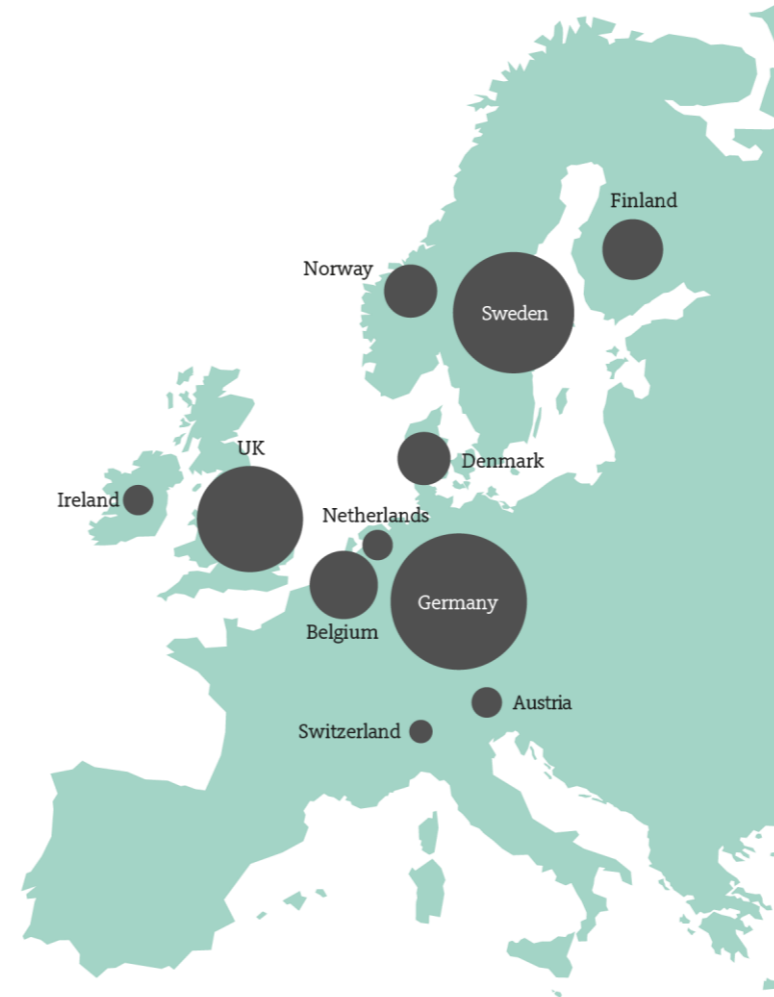 Finland
Norway
Sweden
UK
Denmark
Ireland
Netherlands
Germany
Belgium
Austria
Switzerland